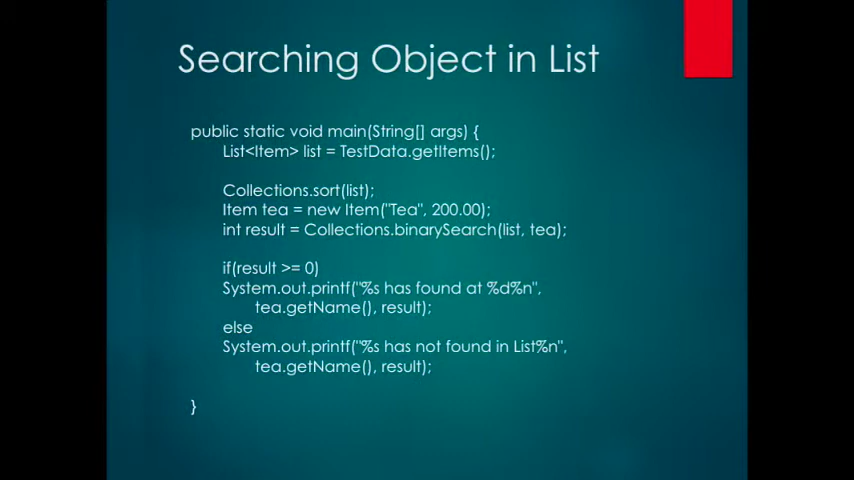 Searching Object in List
public static void main(String[] args) {
List<Item> list = TestData.getItems();
Collections.sort(list);
Item tea = new Item("Tea", 200.00);
int result = Collections.binarySearch(list, tea);
if(result >= 0)
System.out.printf("%s has found at %d%n",
tea.getName(), result);
else
System.out.printf("%s has not found in List%n",
tea.getName(), result);
}